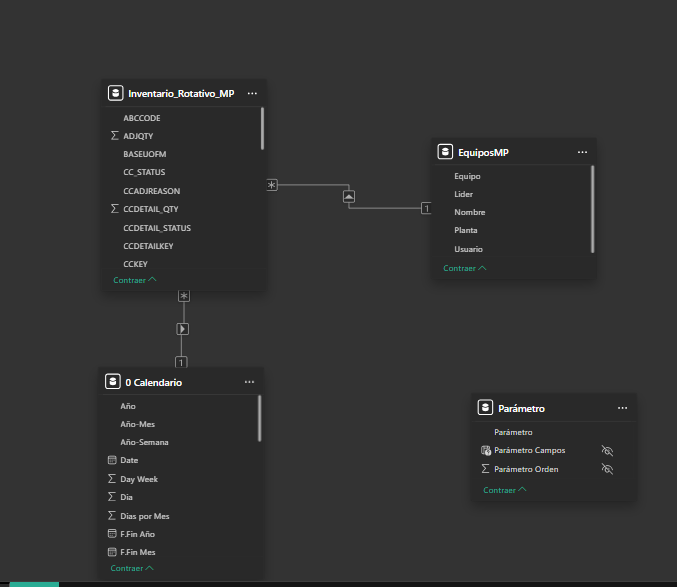 Inventario_Rotativo_MP
ABCCODE
ADJQTY
BASEUOFM
CC_STATUS
CCADJREASON
CCDETAIL_QTY
CCDETAIL_STATUS
CCDETAILKEY
CCKEY
Contraer
EquiposMP
Equipo
Lider
Nombre
Planta
Usuario
Contraer
*
1
*
1
0 Calendario
Año
Año-Mes
Año-Semana
Date
Day Week
Dia
Dias por Mes
F.Fin Año
F.Fin Mes
Contraer
Parámetro
Parámetro
Parámetro Campos
Parámetro Orden
Contraer